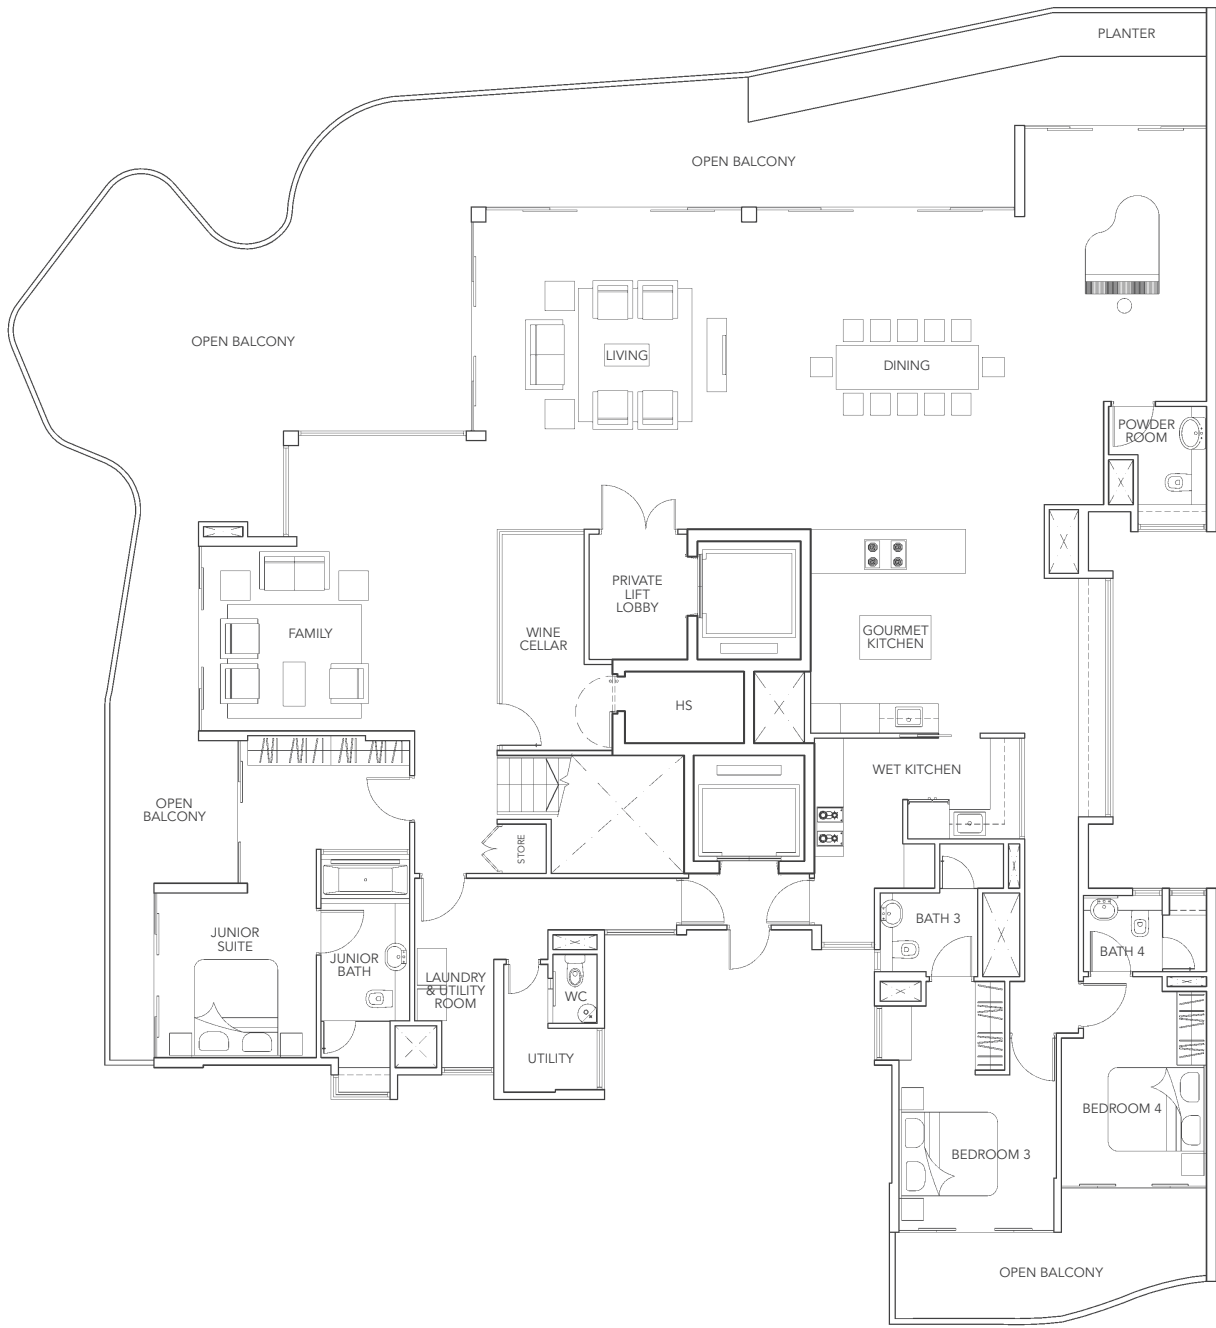 PLANTER
OPEN BALCONY
OPEN BALCONY
LIVING
DINING
POWDER
ROOM
PRIVATE
LIFT
LOBBY
WINE
CELLAR
FAMILY
GOURMET
KITCHEN
HS
WET KITCHEN
OPEN
BALCONY
STORE
JUNIOR
SUITE
JUNIOR
BATH
LAUNDRY
& UTILITY
ROOM
WC
UTILITY
BATH 3
BATH 4
BEDROOM 4
BEDROOM 3
OPEN BALCONY